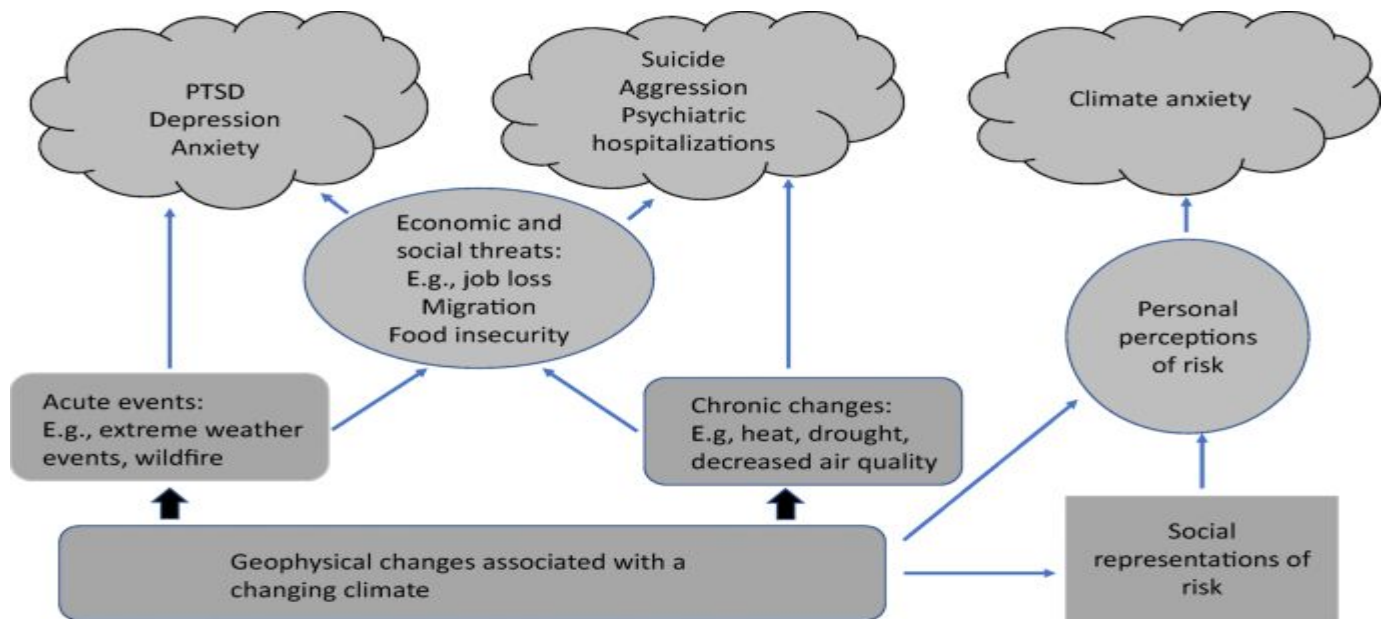 PTSD
Depression
Anxiety
Suicide
Aggression
Psychiatric
hospitalizations
Climate anxiety
Economic and
social threats:
E.g., job loss
Migration
Food insecurity
Personal
perceptions
of risk
Acute events:
E.g., extreme weather
events, wildfire
Chronic changes:
E.g, heat, drought,
decreased air quality
Geophysical changes associated with a
changing climate
Social
representations of
risk